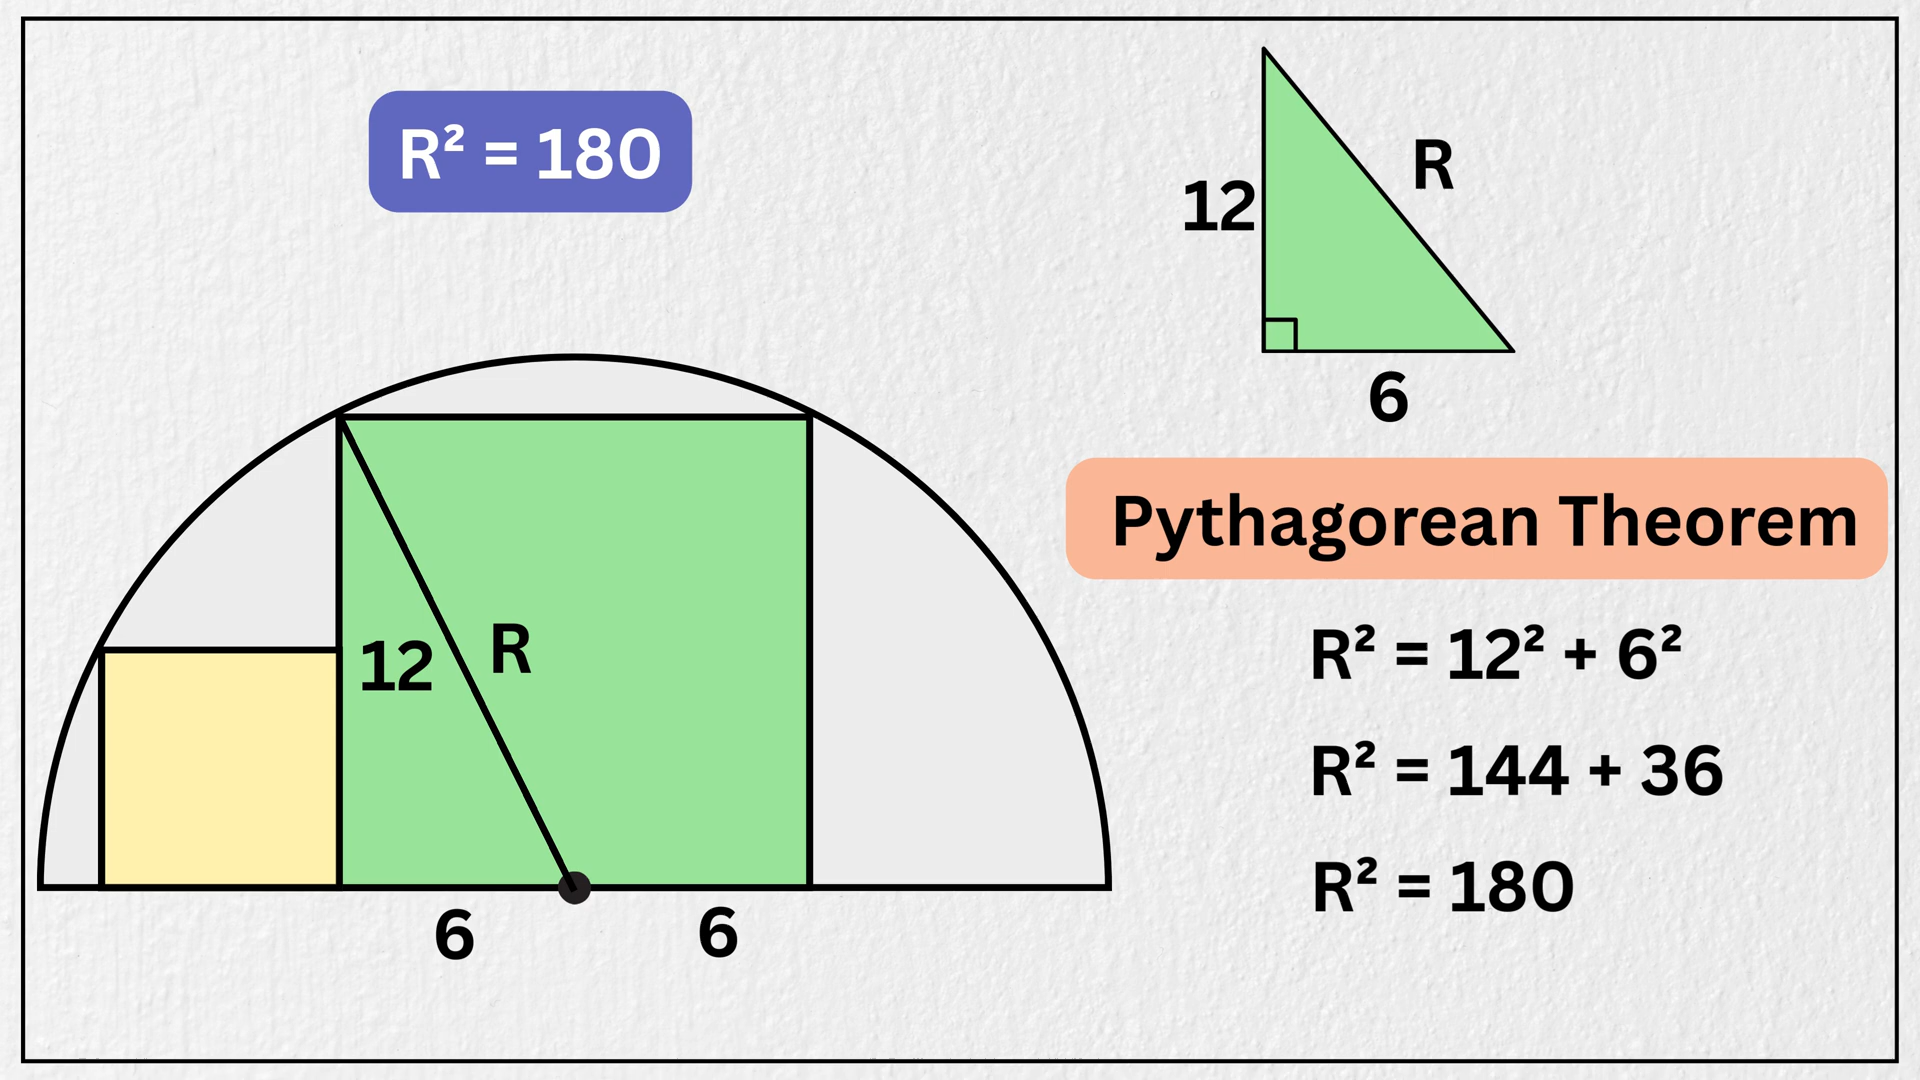 R² = 180
12
R
6
Pythagorean Theorem
R² = 12² + 6²
R² = 144 + 36
R² = 180
12
R
6
6